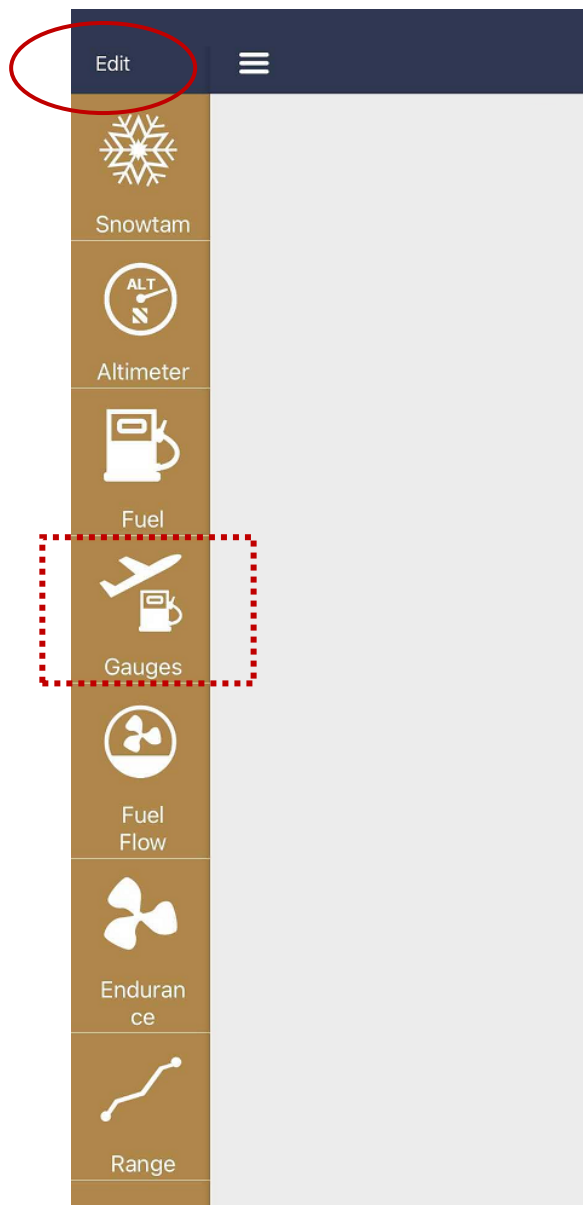 Edit
Snowtam
ALT
Altimeter
Fuel
Gauges
Fuel
Flow
Enduran
ce
Range